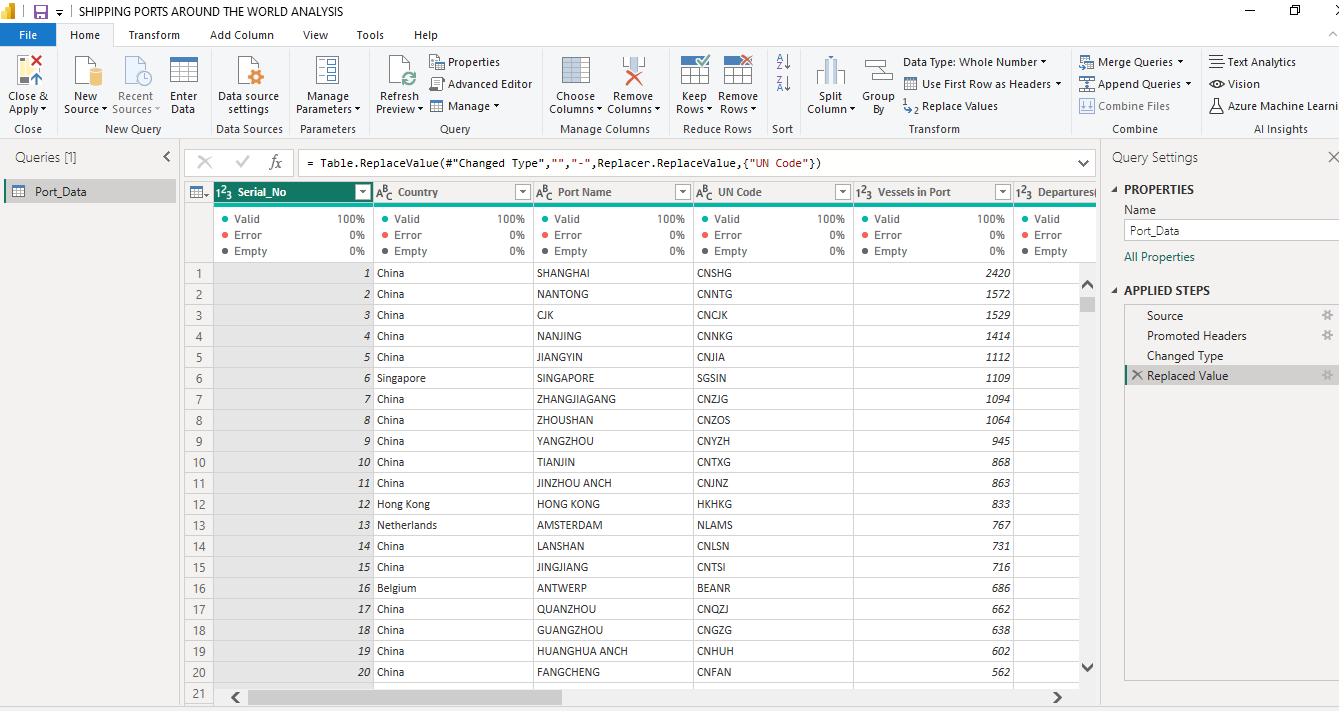 SHIPPING PORTS AROUND THE WORLD ANALYSIS
File Home Transform Add Column View Tools Help
Close & Apply
Close
New Source
Recent Sources
Enter Data
New Query
Data source settings
Data Sources
Manage Parameters
Parameters
Refresh Preview
Properties
Advanced Editor
Manage
Query
Choose Columns
Remove Columns
Manage Columns
Keep Rows
Remove Rows
Reduce Rows
A Z
Z A
Sort
Split Column
Group By
Data Type: Whole Number
Use First Row as Headers
1 2 Replace Values
Transform
Merge Queries
Append Queries
Combine Files
Combine
Text Analytics
Vision
Azure Machine Learni
AI Insights
Queries [1]
Port_Data
fx = Table.ReplaceValue(#"Changed Type","","-",Replacer.ReplaceValue,{"UN Code"})
123 Serial_No ABC Country ABC Port Name ABC UN Code 123 Vessels in Port 123 Departures(
Valid 100% Valid 100% Valid 100% Valid 100% Valid 100% Valid
Error 0% Error 0% Error 0% Error 0% Error 0% Error
Empty 0% Empty 0% Empty 0% Empty 0% Empty 0% Empty
1 1 China SHANGHAI CNSHG 2420
2 2 China NANTONG CNNTG 1572
3 3 China CJK CNCJK 1529
4 4 China NANJING CNNKG 1414
5 5 China JIANGYIN CNJIA 1112
6 6 Singapore SINGAPORE SGSIN 1109
7 7 China ZHANGJIAGANG CNZJG 1094
8 8 China ZHOUSHAN CNZOS 1064
9 9 China YANGZHOU CNYZH 945
10 10 China TIANJIN CNTXG 868
11 11 China JINZHOU ANCH CNJNZ 863
12 12 Hong Kong HONG KONG HKHKG 833
13 13 Netherlands AMSTERDAM NLAMS 767
14 14 China LANSHAN CNLSN 731
15 15 China JINGJIANG CNTSI 716
16 16 Belgium ANTWERP BEANR 686
17 17 China QUANZHOU CNQZJ 662
18 18 China GUANGZHOU CNGZG 638
19 19 China HUANGHUA ANCH CNHUH 602
20 20 China FANGCHENG CNFAN 562
21
Query Settings
PROPERTIES
Name
Port_Data
All Properties
APPLIED STEPS
Source
Promoted Headers
Changed Type
Replaced Value